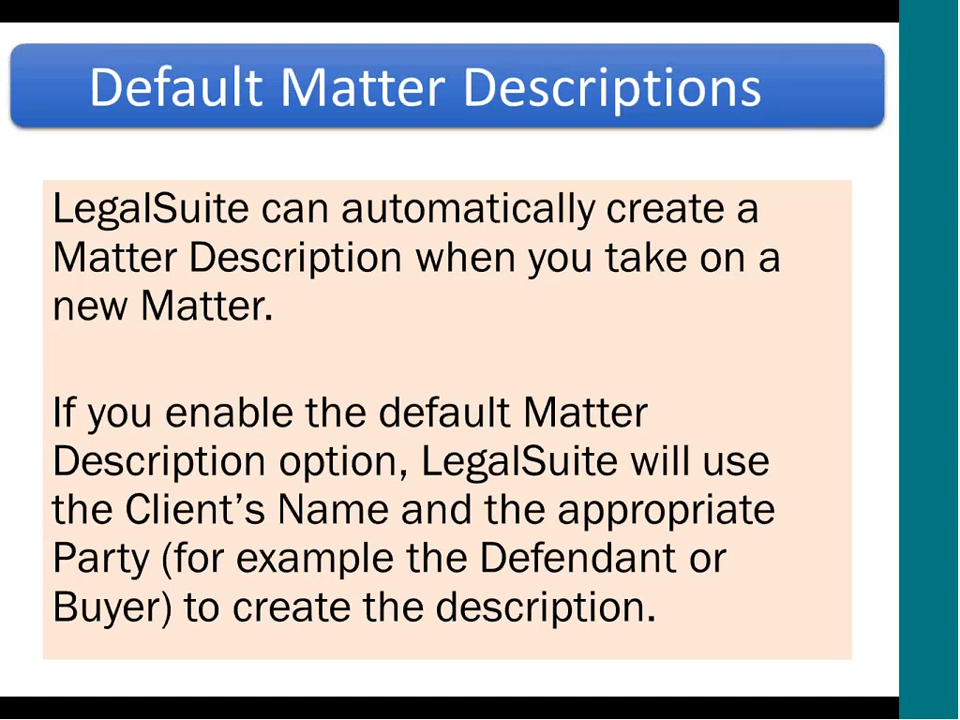 Default Matter Descriptions
LegalSuite can automatically create a
Matter Description when you take on a
new Matter.
If you enable the default Matter
Description option, LegalSuite will use
the Client’s Name and the appropriate
Party (for example the Defendant or
Buyer) to create the description.